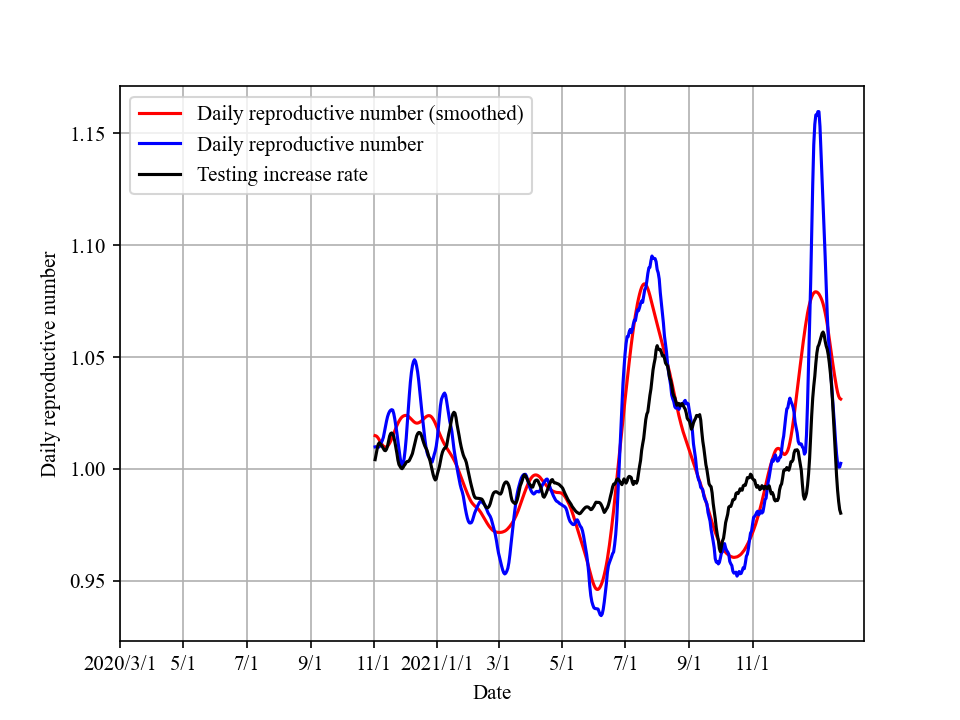 Daily reproductive number (smoothed)
Daily reproductive number
Testing increase rate
1.15
1.10
1.05
1.00
0.95
Daily reproductive number
2020/3/1 5/1 7/1 9/1 11/1 2021/1/1 3/1 5/1 7/1 9/1 11/1
Date